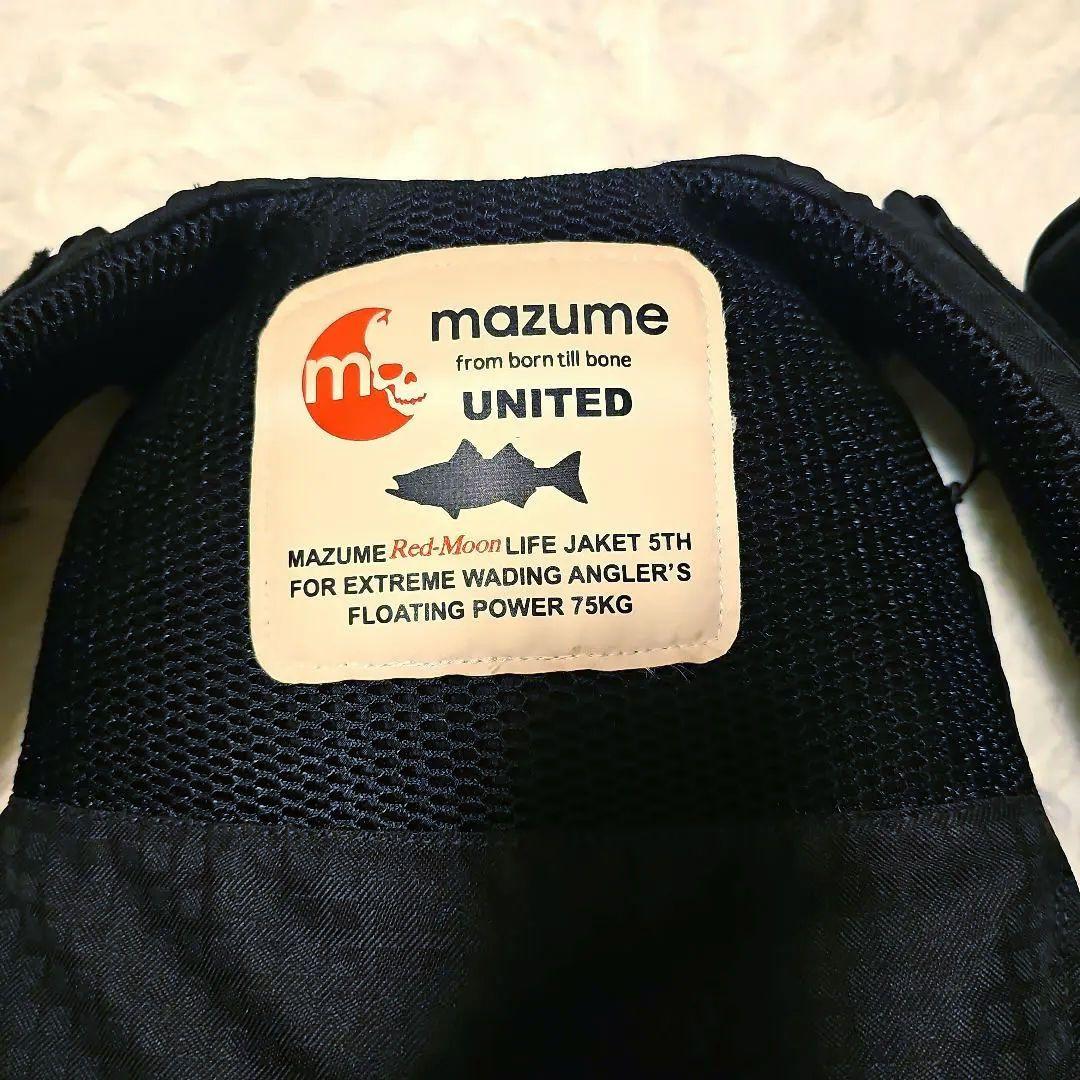 m
mazume
from born till bone
UNITED
MAZUME Red-Moon LIFE JAKET 5TH
FOR EXTREME WADING ANGLER'S
FLOATING POWER 75KG